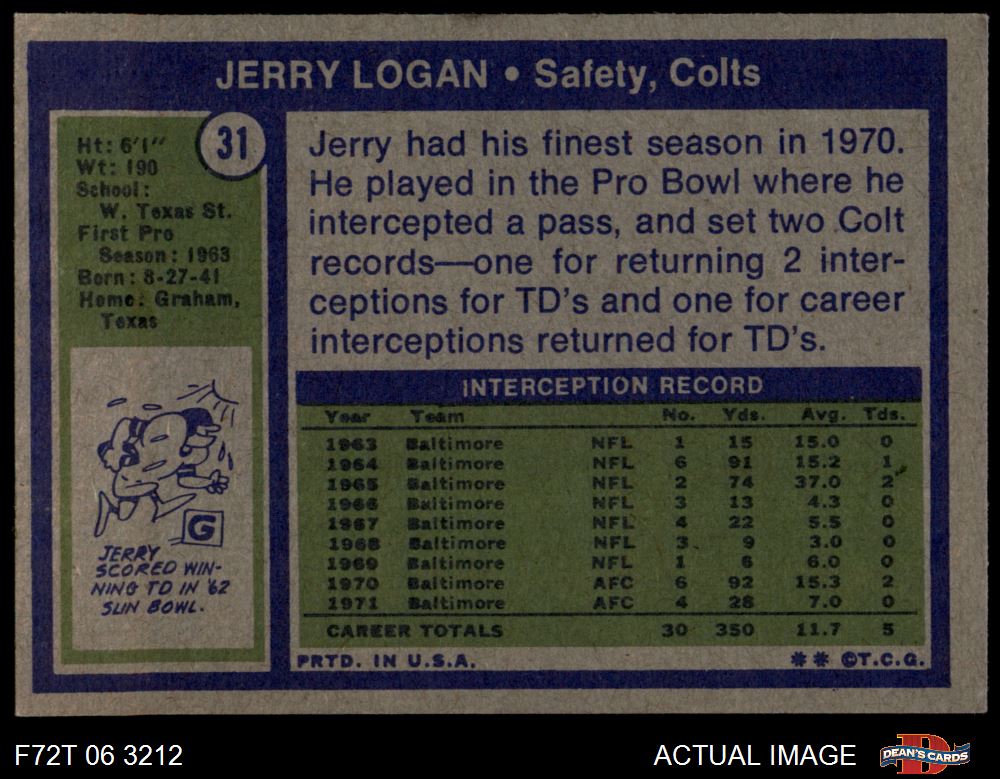 JERRY LOGAN • Safety, Colts
31
Ht: 6'1"
Wt: 190
School:
W. Texas St.
First Pro
Season: 1963
Born: 8-27-41
Home: Graham,
Texas
G
JERRY
SCORED WIN-
NING TD IN '62
SUN BOWL.
Jerry had his finest season in 1970.
He played in the Pro Bowl where he
intercepted a pass, and set two Colt
records—one for returning 2 inter-
ceptions for TD's and one for career
interceptions returned for TD's.
INTERCEPTION RECORD
Year Team No. Yds. Avg. Tds.
1963 Baltimore NFL 1 15 15.0 0
1964 Baltimore NFL 6 91 15.2 1
1965 Baltimore NFL 2 74 37.0 2
1966 Baltimore NFL 3 13 4.3 0
1967 Baltimore NFL 4 22 5.5 0
1968 Baltimore NFL 3 9 3.0 0
1969 Baltimore NFL 1 6 6.0 0
1970 Baltimore AFC 6 92 15.3 2
1971 Baltimore AFC 4 28 7.0 0
CAREER TOTALS 30 350 11.7 5
PRTD. IN U.S.A. ** ©T.C.G.
F72T 06 3212 ACTUAL IMAGE DEAN'S CARDS